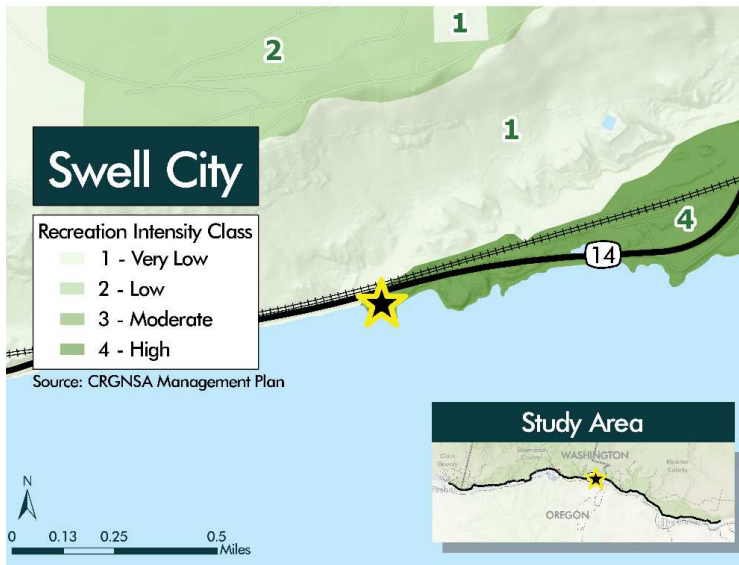 2
1
1
Swell City
Recreation Intensity Class
1 - Very Low
2 - Low
3 - Moderate
4 - High
Source: CRGNSA Management Plan
4
14
N
0 0.13 0.25 0.5
Miles
Study Area
WASHINGTON
OREGON